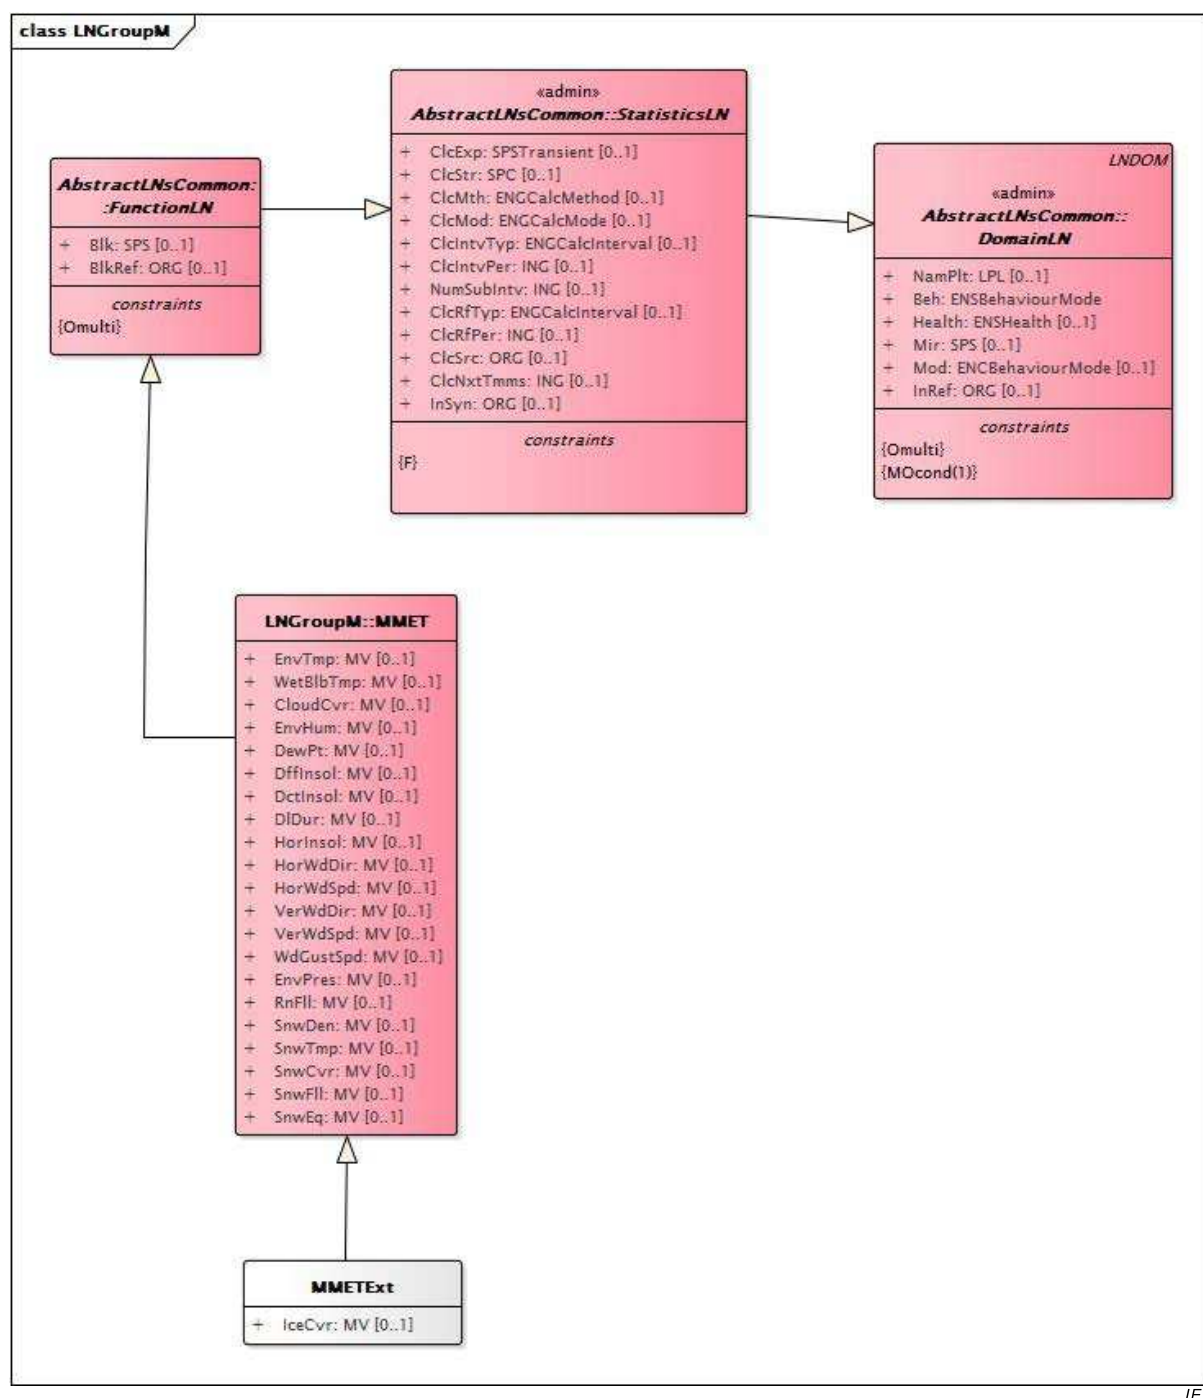 class LNGroupM
«admin»
AbstractLNsCommon::StatisticsLN
+ ClcExp: SPSTransient [0..1]
+ ClcStr: SPC [0..1]
+ ClcMth: ENGCalcMethod [0..1]
+ ClcMod: ENGCalcMode [0..1]
+ ClcIntvTyp: ENGCalcInterval [0..1]
+ ClcIntvPer: ING [0..1]
+ NumSubIntv: ING [0..1]
+ ClcRfTyp: ENGCalcInterval [0..1]
+ ClcRfPer: ING [0..1]
+ ClcSrc: ORG [0..1]
+ ClcNxtTmms: ING [0..1]
+ InSyn: ORG [0..1]
constraints
{F}
LNDOM
«admin»
AbstractLNsCommon::
DomainLN
+ NamPlt: LPL [0..1]
+ Beh: ENSBehaviourMode
+ Health: ENSHealth [0..1]
+ Mir: SPS [0..1]
+ Mod: ENCBehaviourMode [0..1]
+ InRef: ORG [0..1]
constraints
{Omulti}
{MOcond(1)}
AbstractLNsCommon:
:FunctionLN
+ Blk: SPS [0..1]
+ BlkRef: ORG [0..1]
constraints
{Omulti}
LNGroupM::MMET
+ EnvTmp: MV [0..1]
+ WetBlbTmp: MV [0..1]
+ CloudCvr: MV [0..1]
+ EnvHum: MV [0..1]
+ DewPt: MV [0..1]
+ DffInsol: MV [0..1]
+ DctInsol: MV [0..1]
+ DlDur: MV [0..1]
+ HorInsol: MV [0..1]
+ HorWdDir: MV [0..1]
+ HorWdSpd: MV [0..1]
+ VerWdDir: MV [0..1]
+ VerWdSpd: MV [0..1]
+ WdGustSpd: MV [0..1]
+ EnvPres: MV [0..1]
+ RnFll: MV [0..1]
+ SnwDen: MV [0..1]
+ SnwTmp: MV [0..1]
+ SnwCvr: MV [0..1]
+ SnwFll: MV [0..1]
+ SnwEq: MV [0..1]
MMETExt
+ IceCvr: MV [0..1]